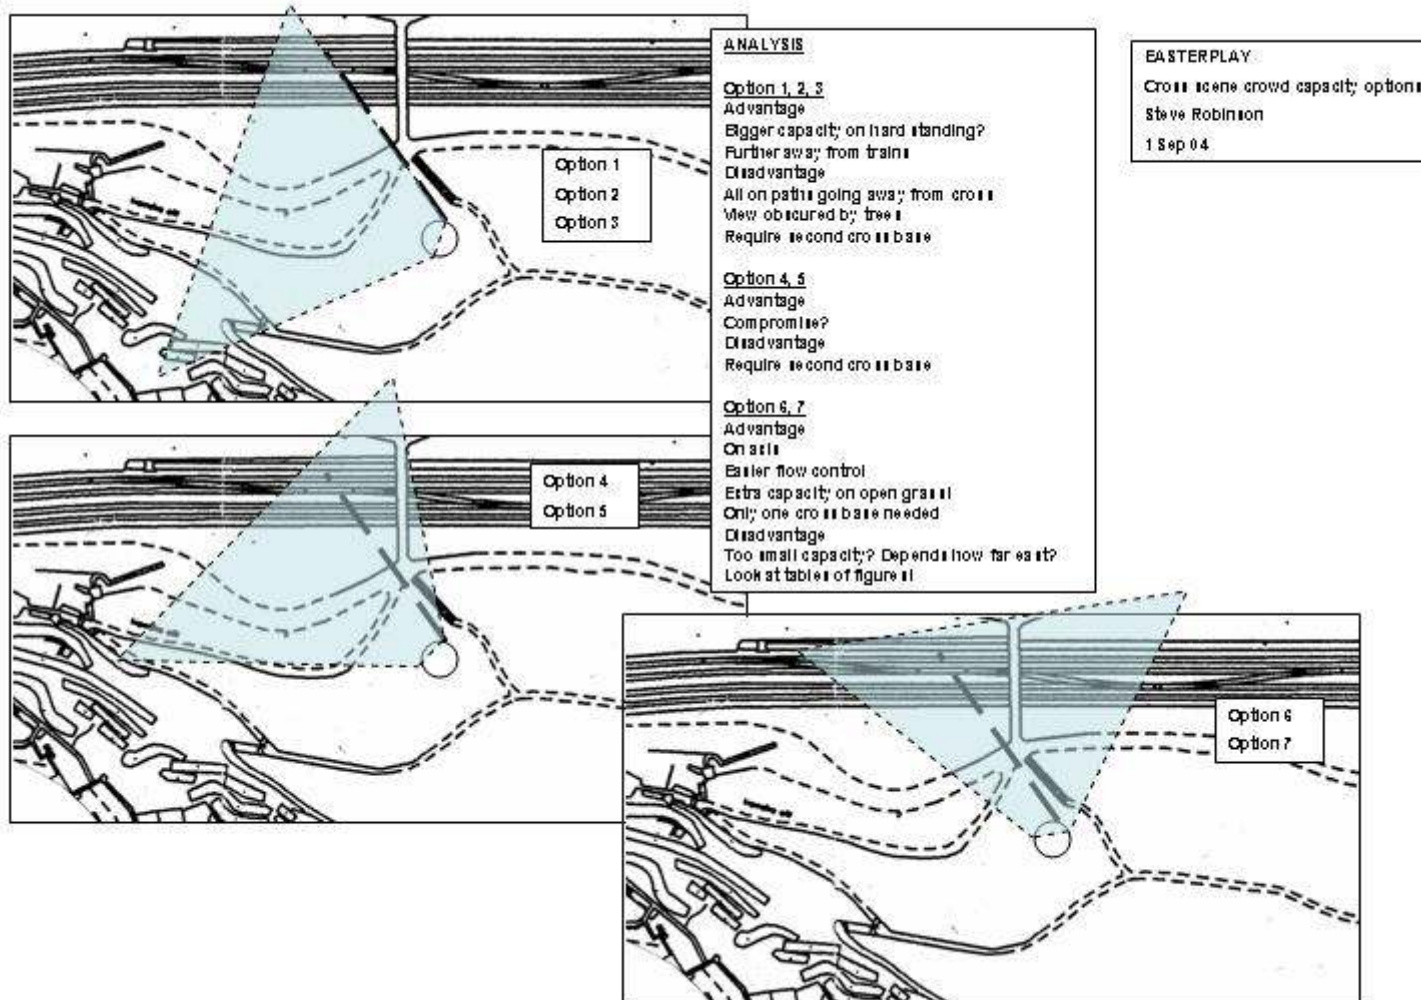 ANALYSIS
Option 1, 2, 3
Advantage
Bigger capacity on hard standing?
Further away from trains
Disadvantage
All on paths going away from cross
View obscured by trees
Require second cross base
Option 4, 5
Advantage
Compromise?
Disadvantage
Require second cross base
Option 6, 7
Advantage
On axis
Easier flow control
Extra capacity on open grass!
Only one cross base needed
Disadvantage
Too small capacity? Depends how far east?
Look at tables of figures!
EASTERPLAY
Cross scene crowd capacity options
Steve Robinson
1 Sep 04
Option 1
Option 2
Option 3
Option 4
Option 5
Option 6
Option 7